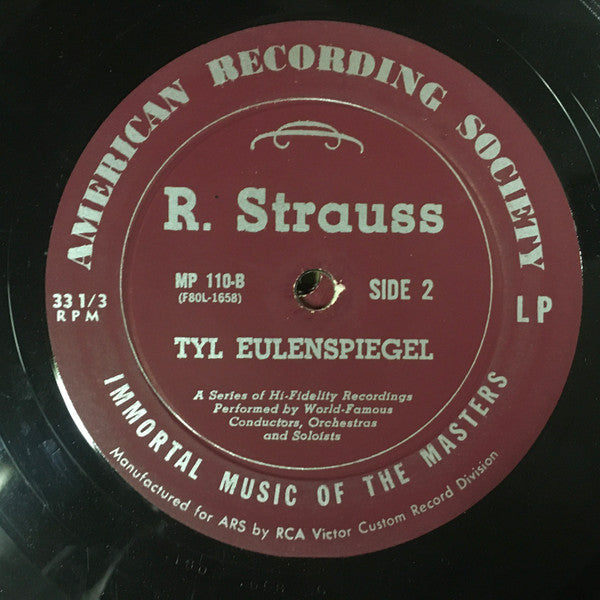 AMERICAN RECORDING SOCIETY
R. Strauss
MP 110-B
(F80L-1658)
SIDE 2
33 1/3
RPM
LP
TYL EULENSPIEGEL
A Series of Hi-Fidelity Recordings
Performed by World-Famous
Conductors, Orchestras
and Soloists
IMMORTAL MUSIC OF THE MASTERS
Manufactured for ARS by RCA Victor Custom Record Division